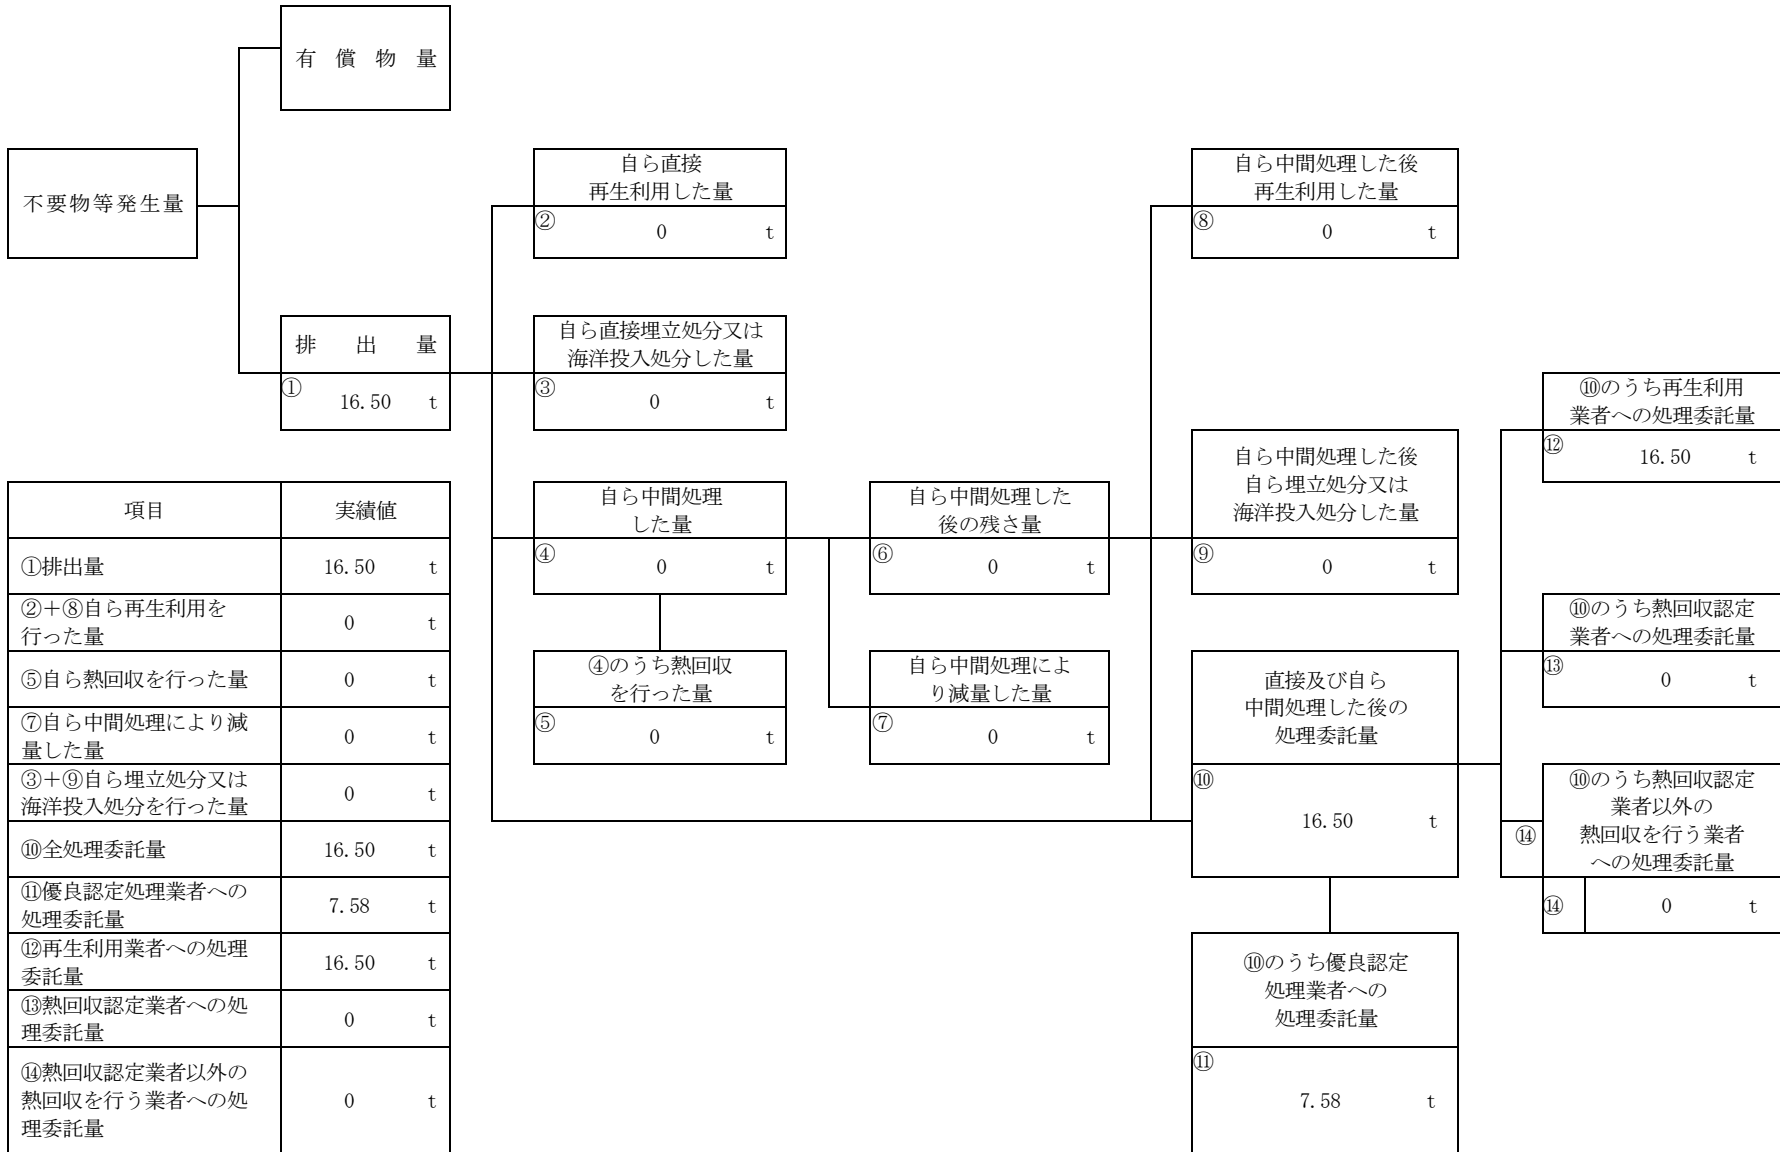 有償物量
不要物等発生量
排出量
① 16.50 t
自ら直接
再生利用した量
② 0 t
自ら直接埋立処分又は
海洋投入処分した量
③ 0 t
自ら中間処理
した量
④ 0 t
④のうち熱回収
を行った量
⑤ 0 t
自ら中間処理した
後の残さ量
⑥ 0 t
自ら中間処理によ
り減量した量
⑦ 0 t
自ら中間処理した後
再生利用した量
⑧ 0 t
自ら中間処理した後
自ら埋立処分又は
海洋投入処分した量
⑨ 0 t
直接及び自ら
中間処理した後の
処理委託量
⑩
16.50 t
⑩のうち優良認定
処理業者への
処理委託量
⑪
7.58 t
⑩のうち再生利用
業者への処理委託量
⑫ 16.50 t
⑩のうち熱回収認定
業者への処理委託量
⑬ 0 t
⑩のうち熱回収認定
業者以外の
⑭ 熱回収を行う業者
への処理委託量
⑭ 0 t
項目 実績値
①排出量 16.50 t
②+⑧自ら再生利用を
行った量 0 t
⑤自ら熱回収を行った量 0 t
⑦自ら中間処理により減
量した量 0 t
③+⑨自ら埋立処分又は
海洋投入処分を行った量 0 t
⑩全処理委託量 16.50 t
⑪優良認定処理業者への
処理委託量 7.58 t
⑫再生利用業者への処理
委託量 16.50 t
⑬熱回収認定業者への処
理委託量 0 t
⑭熱回収認定業者以外の
熱回収を行う業者への処 0 t
理委託量